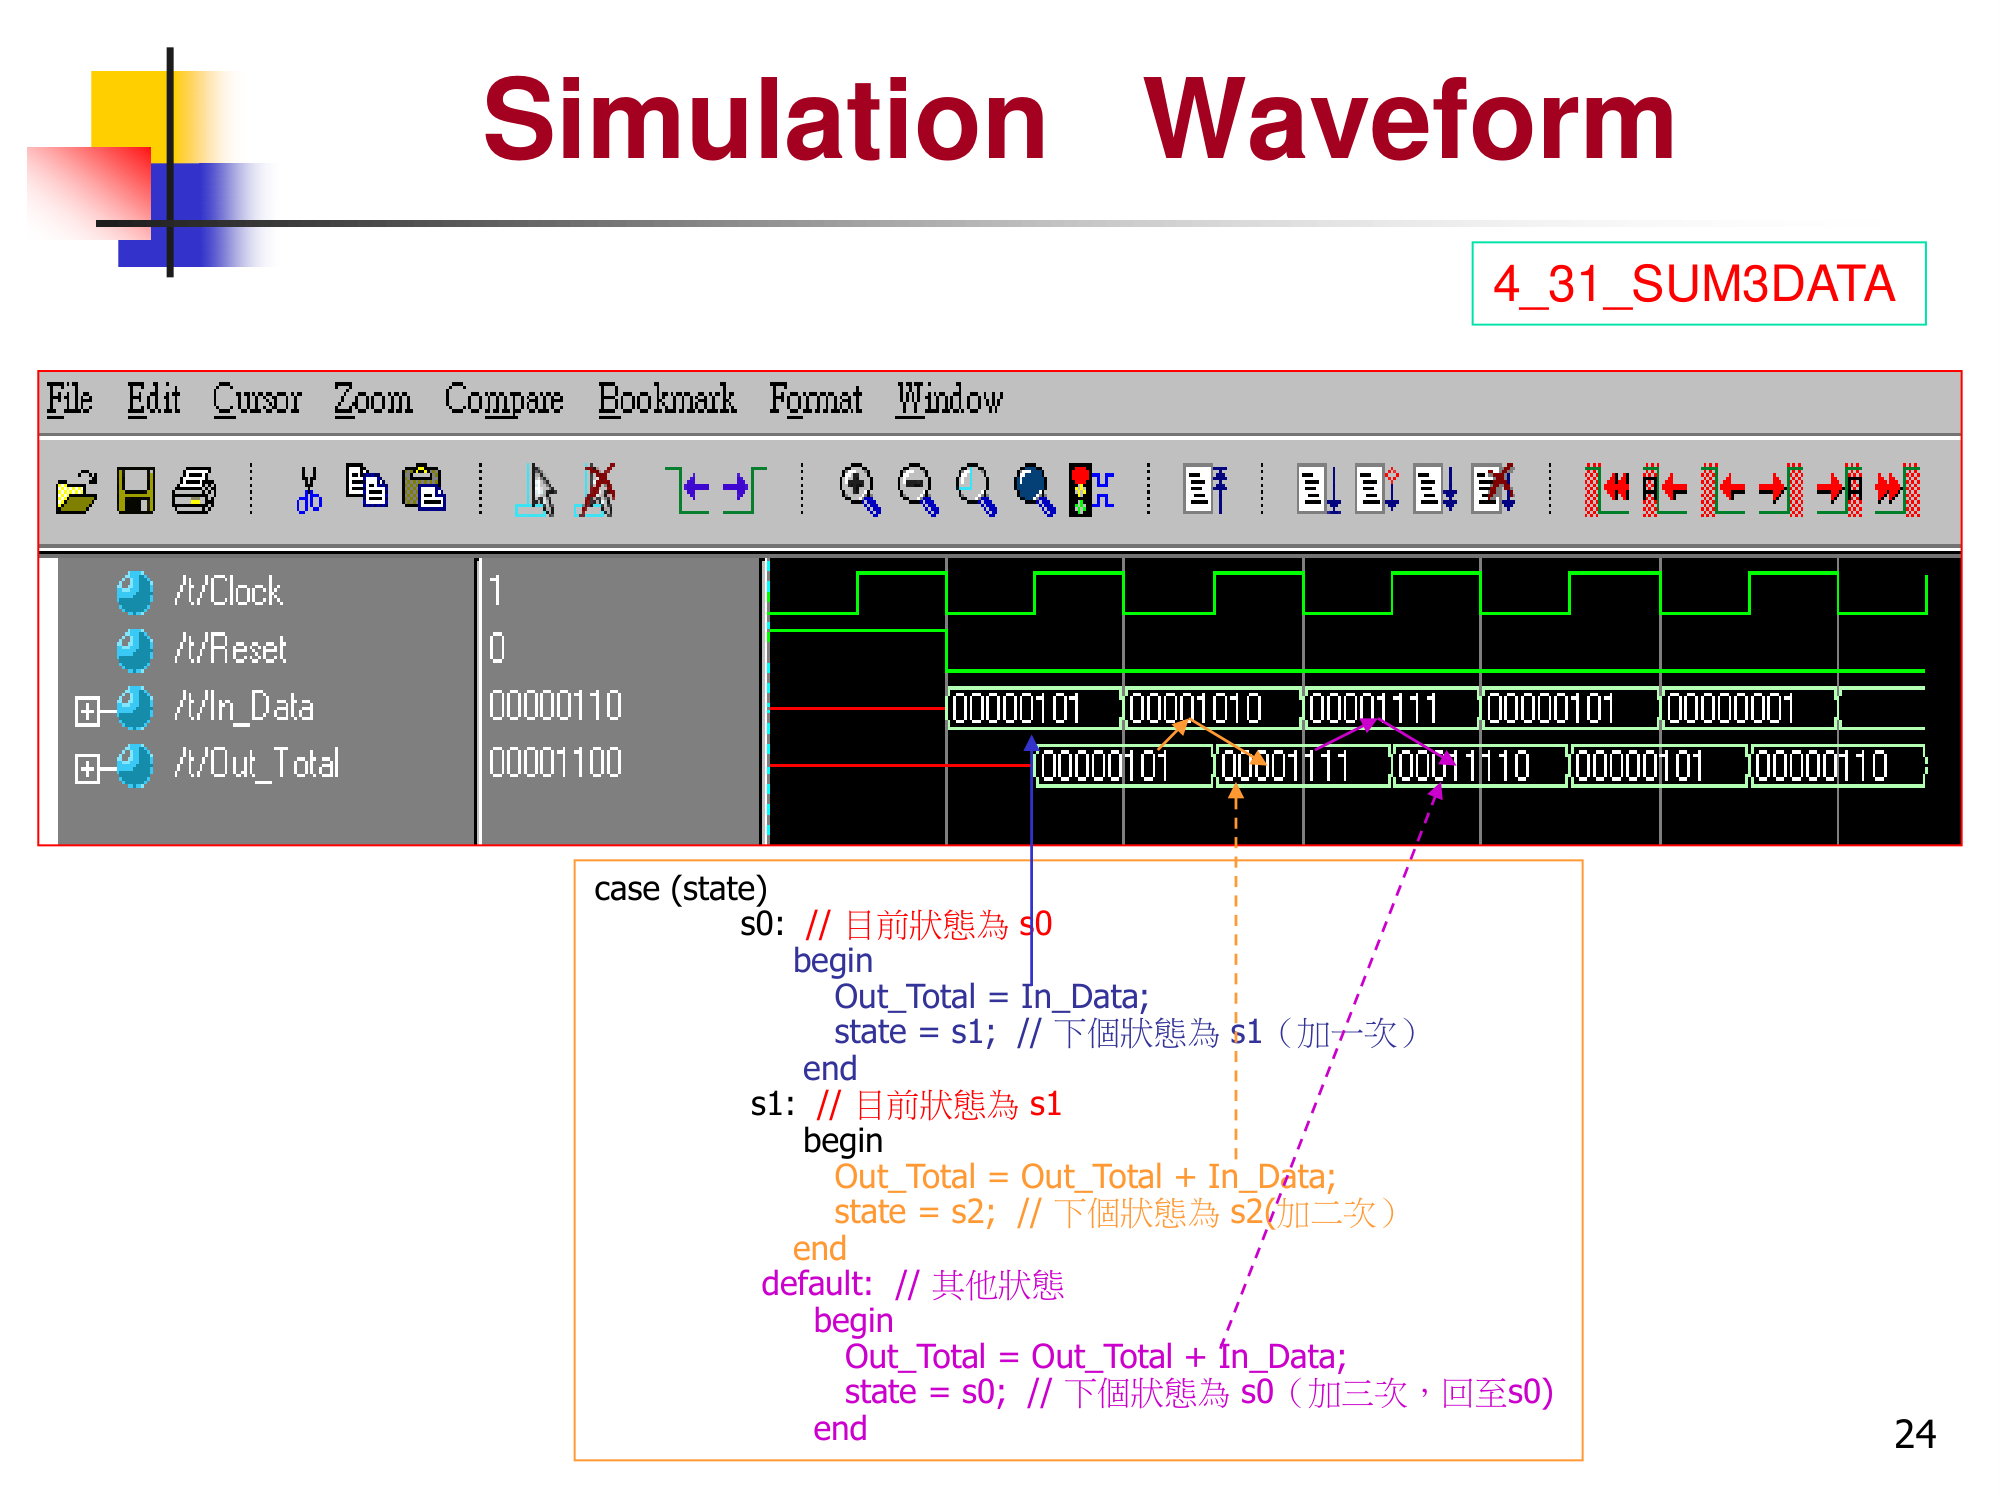 Simulation Waveform
4_31_SUM3DATA
File Edit Cursor Zoom Compare Bookmark Format Window
/t/Clock 1
/t/Reset 0
/t/In_Data 00000110 00000101 00001010 00001111 00000101 00000001
/t/Out_Total 00001100 00000101 00001111 00011110 00000101 00000110
case (state)
s0: // 目前狀態為 s0
begin
Out_Total = In_Data;
state = s1; // 下個狀態為 s1（加一次）
end
s1: // 目前狀態為 s1
begin
Out_Total = Out_Total + In_Data;
state = s2; // 下個狀態為 s2(加二次）
end
default: // 其他狀態
begin
Out_Total = Out_Total + In_Data;
state = s0; // 下個狀態為 s0（加三次，回至s0)
end
24